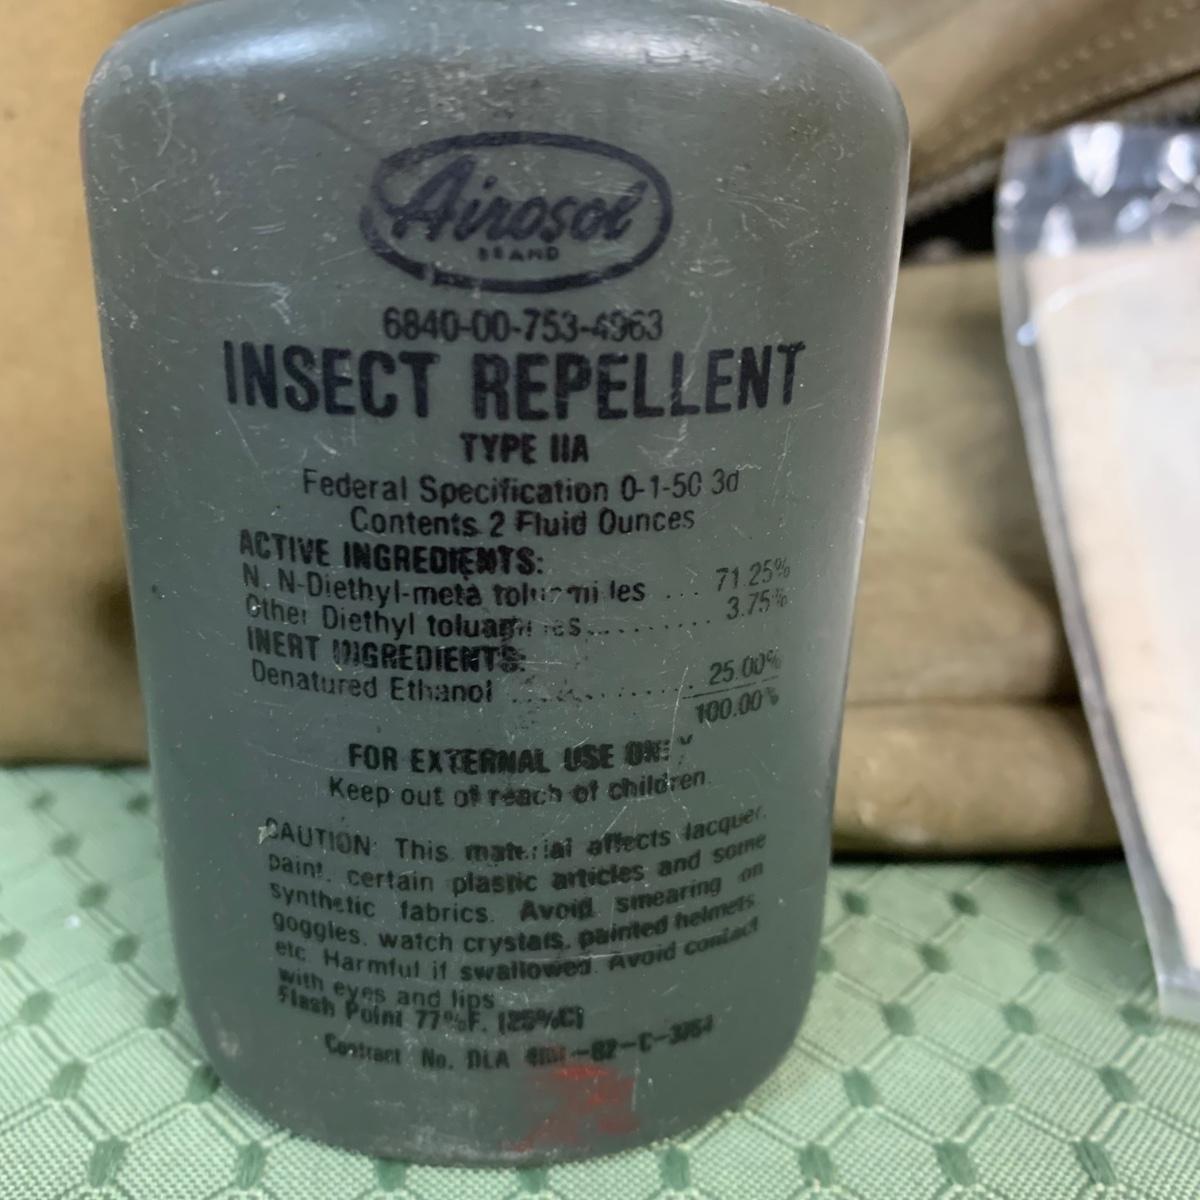 Airosol
BRAND
6840-00-753-4963
INSECT REPELLENT
TYPE IIA
Federal Specification 0-1-50 3d
Contents 2 Fluid Ounces
ACTIVE INGREDIENTS:
N. N-Diethyl-meta ... 71.25%
Other Diethyl .......... 3.75%
INERT INGREDIENTS:
Denatured Ethanol .......... 25.00%
100.00%
FOR EXTERNAL USE ONLY
Keep out of reach of children
CAUTION: This material affects lacquer,
paint, certain plastic articles and some
synthetic fabrics. Avoid smearing on
goggles, watch crystals, painted helmets,
etc. Harmful if swallowed. Avoid contact
with eyes and lips
Flash Point 77%F. (25%C)
Contract No. DLA